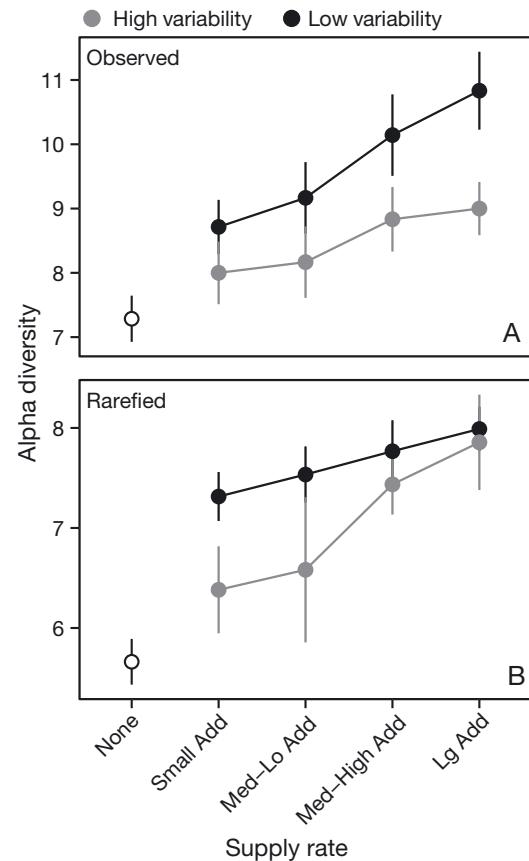 High variability Low variability
Observed
11
10
9
8
7
A
Alpha diversity
Rarefied
8
7
6
B
None
Small Add
Med–Lo Add
Med–High Add
Lg Add
Supply rate